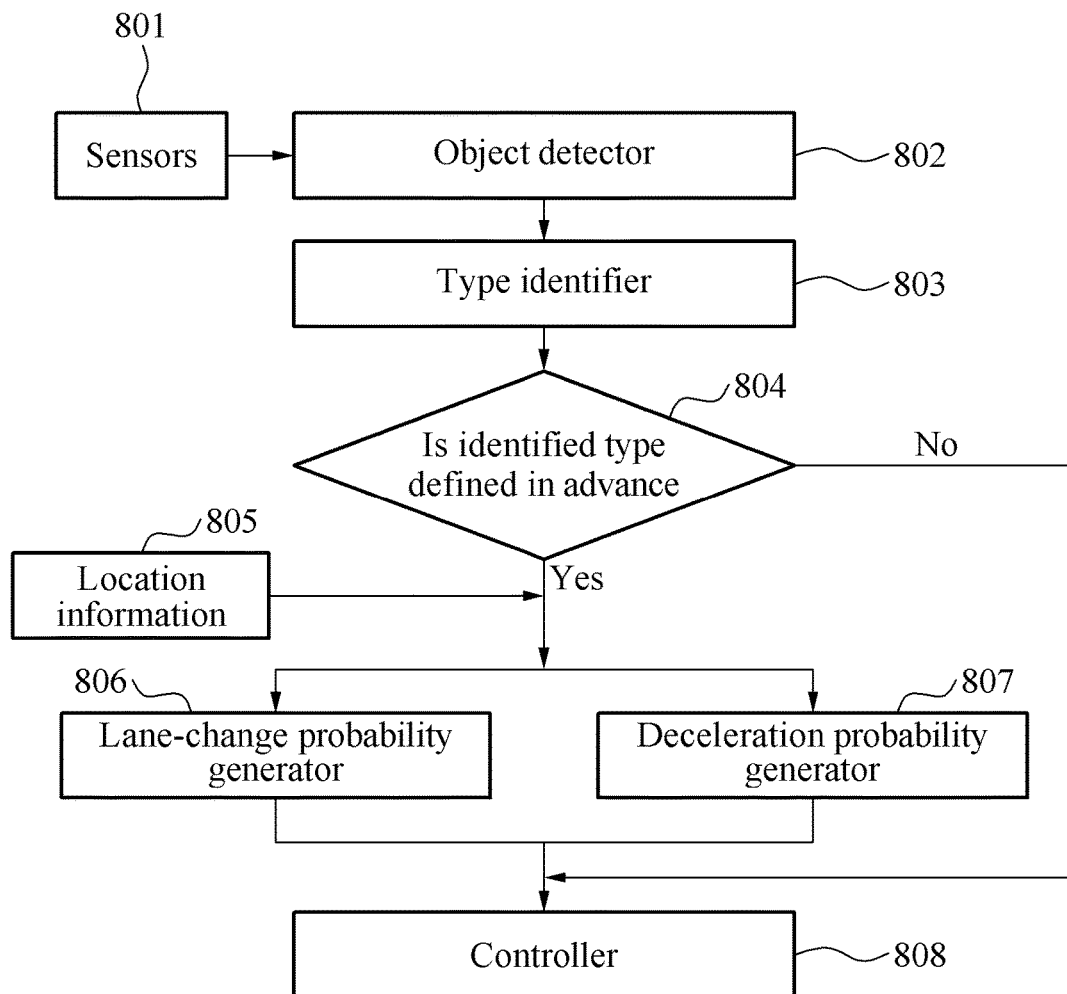 801
Sensors
Object detector
802
Type identifier
803
804
Is identified type
defined in advance
No
805
Location
information
Yes
806
807
Lane-change probability
generator
Deceleration probability
generator
Controller
808